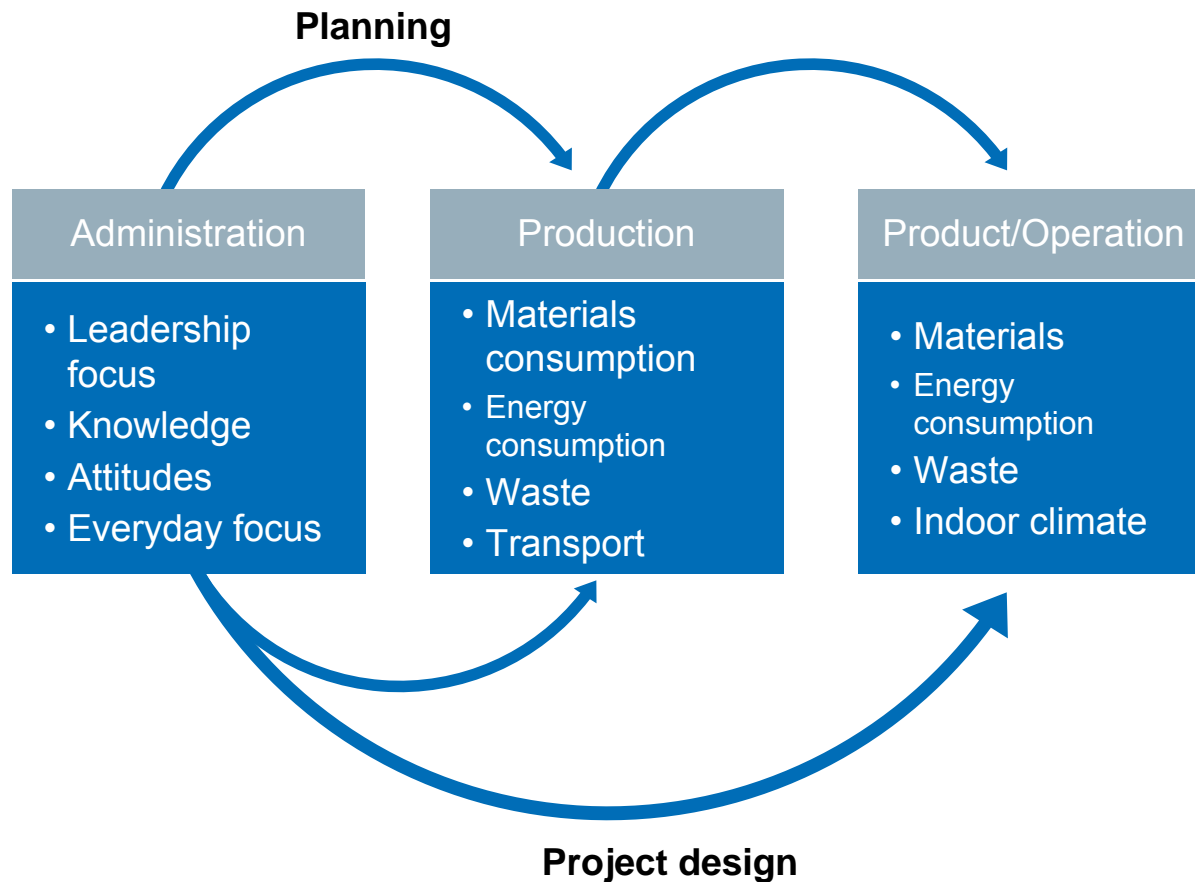 Planning
Administration
• Leadership
focus
• Knowledge
• Attitudes
• Everyday focus
Production
• Materials
consumption
• Energy
consumption
• Waste
• Transport
Product/Operation
• Materials
• Energy
consumption
• Waste
• Indoor climate
Project design